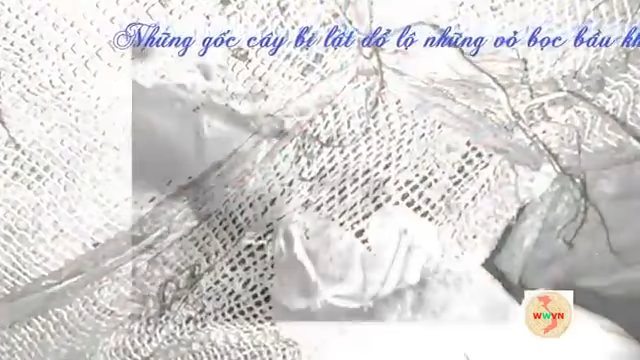 Những gốc cây bị lật đổ lộ những vỏ bọc bầu
WWVN